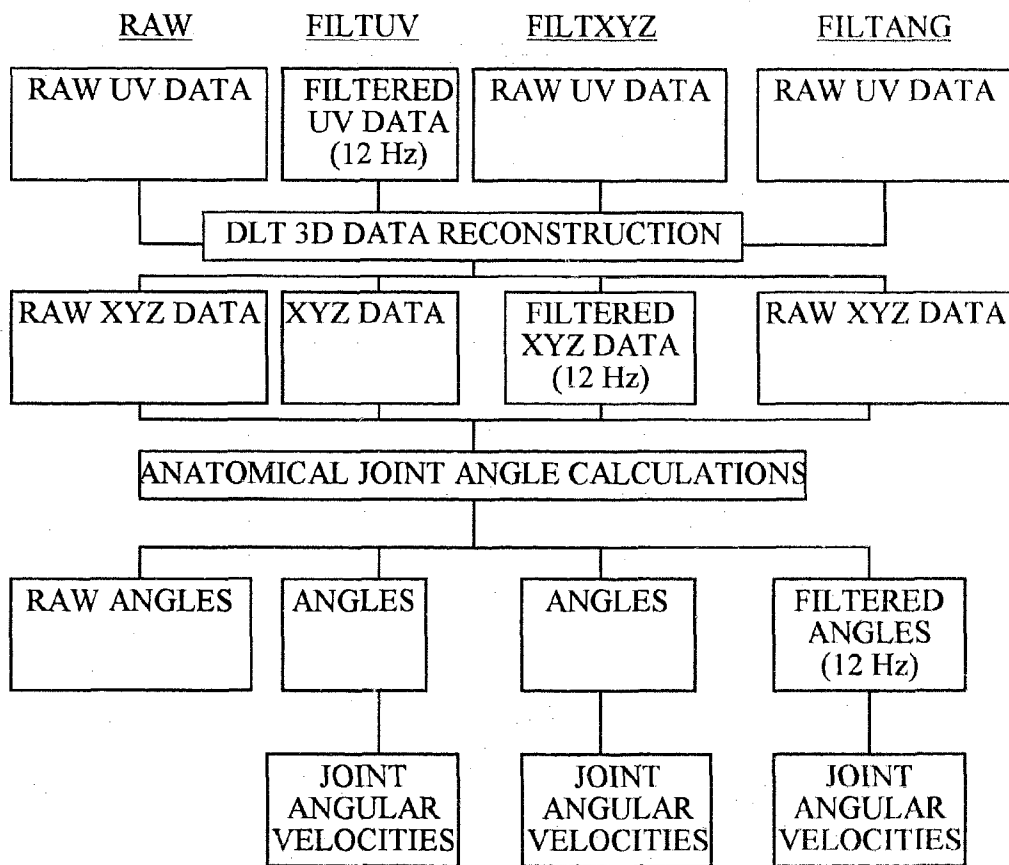 RAW
FILTUV
FILTXYZ
FILTANG
RAW UV DATA
FILTERED
UV DATA
(12 Hz)
RAW UV DATA
RAW UV DATA
DLT 3D DATA RECONSTRUCTION
RAW XYZ DATA
XYZ DATA
FILTERED
XYZ DATA
(12 Hz)
RAW XYZ DATA
ANATOMICAL JOINT ANGLE CALCULATIONS
RAW ANGLES
ANGLES
ANGLES
FILTERED
ANGLES
(12 Hz)
JOINT
ANGULAR
VELOCITIES
JOINT
ANGULAR
VELOCITIES
JOINT
ANGULAR
VELOCITIES